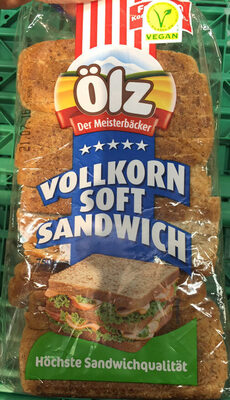 VEGAN
Ölz
Der Meisterbäcker
VOLLKORN
SOFT
SANDWICH
Höchste Sandwichqualität